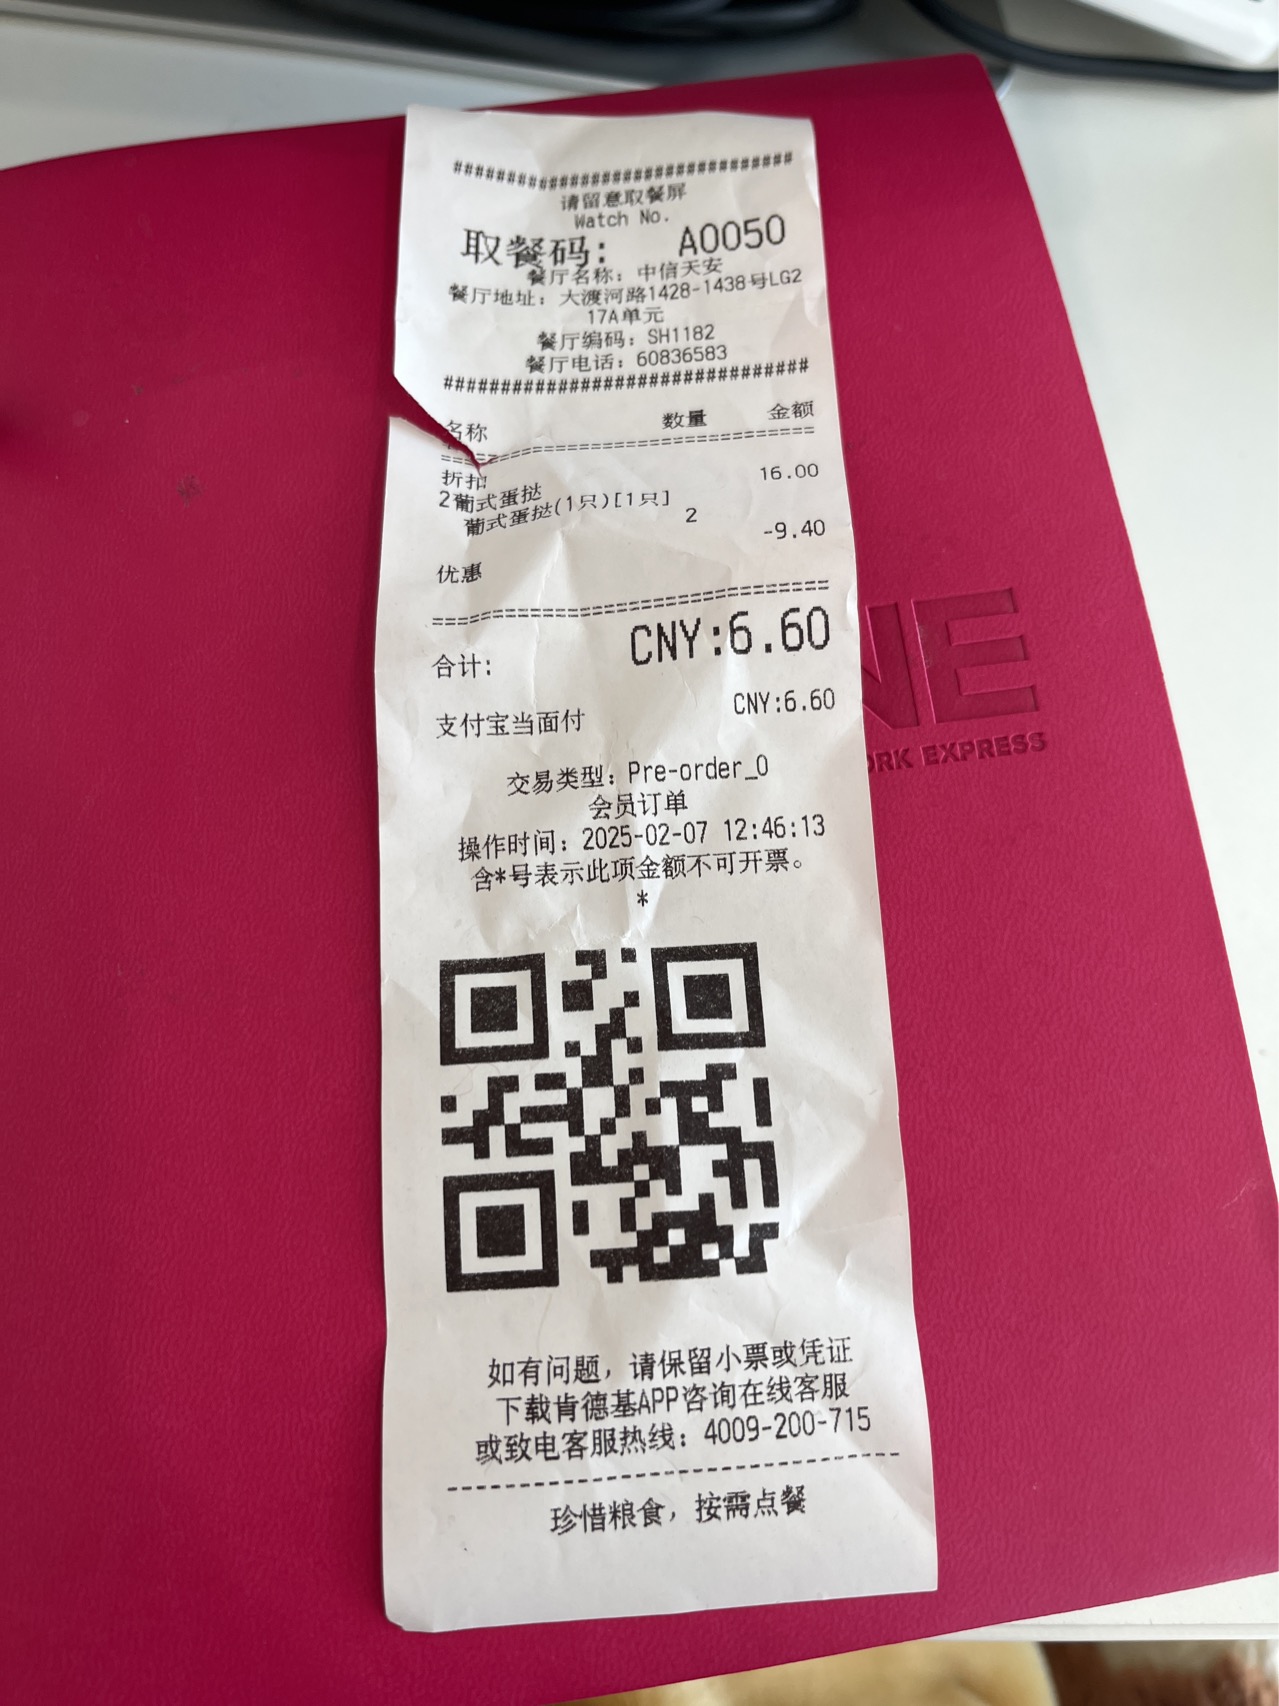 ################################
请留意取餐屏
Watch No.
取餐码： A0050
餐厅名称：中信天安
餐厅地址：大渡河路1428-1438号LG2
17A单元
餐厅编码：SH1182
餐厅电话：60836583
################################
名称 数量 金额
================================
折扣 16.00
2葡式蛋挞
葡式蛋挞(1只)[1只] 2
优惠 -9.40
================================
合计: CNY:6.60
支付宝当面付 CNY:6.60
交易类型：Pre-order_0
会员订单
操作时间：2025-02-07 12:46:13
含*号表示此项金额不可开票。
*
如有问题，请保留小票或凭证
下载肯德基APP咨询在线客服
或致电客服热线：4009-200-715
--------------------------------
珍惜粮食，按需点餐
NE
RK EXPRESS